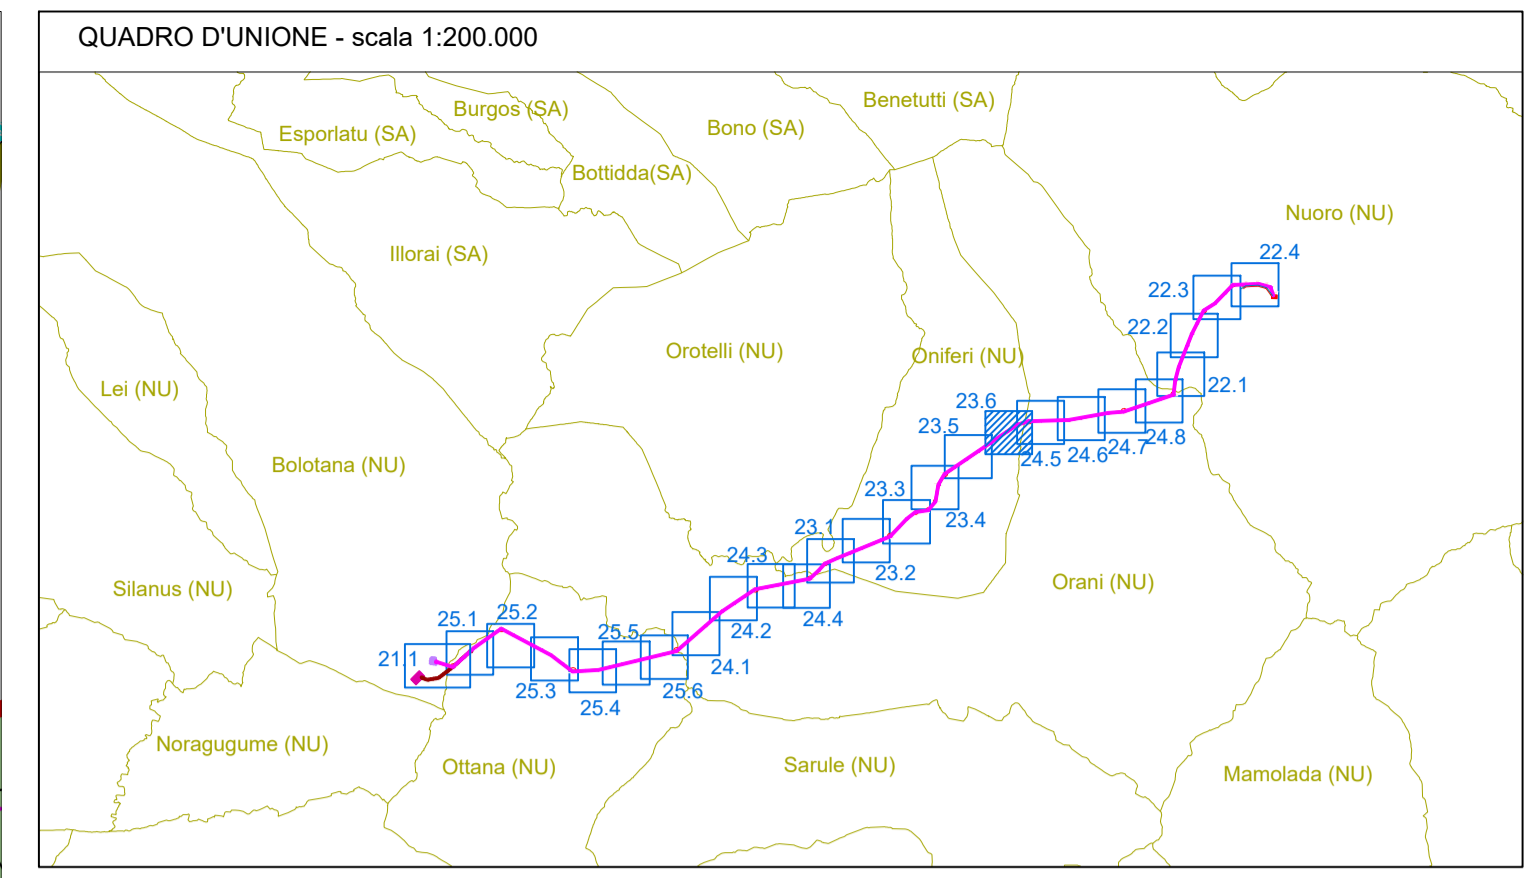 QUADRO D'UNIONE - scala 1:200.000
Benetutti (SA)
Burgos (SA)
Bono (SA)
Esporlatu (SA)
Bottidda(SA)
Nuoro (NU)
Illorai (SA)
22.4
22.3
22.2
Orotelli (NU)
Oniferi (NU)
Lei (NU)
22.1
23.6
23.5
24.8
24.7
24.6
24.5
Bolotana (NU)
23.3
23.4
23.1
24.3
23.2
Orani (NU)
Silanus (NU)
25.1
25.2
24.4
24.2
25.5
21.1
24.1
25.3
25.6
25.4
Noragugume (NU)
Ottana (NU)
Sarule (NU)
Mamolada (NU)